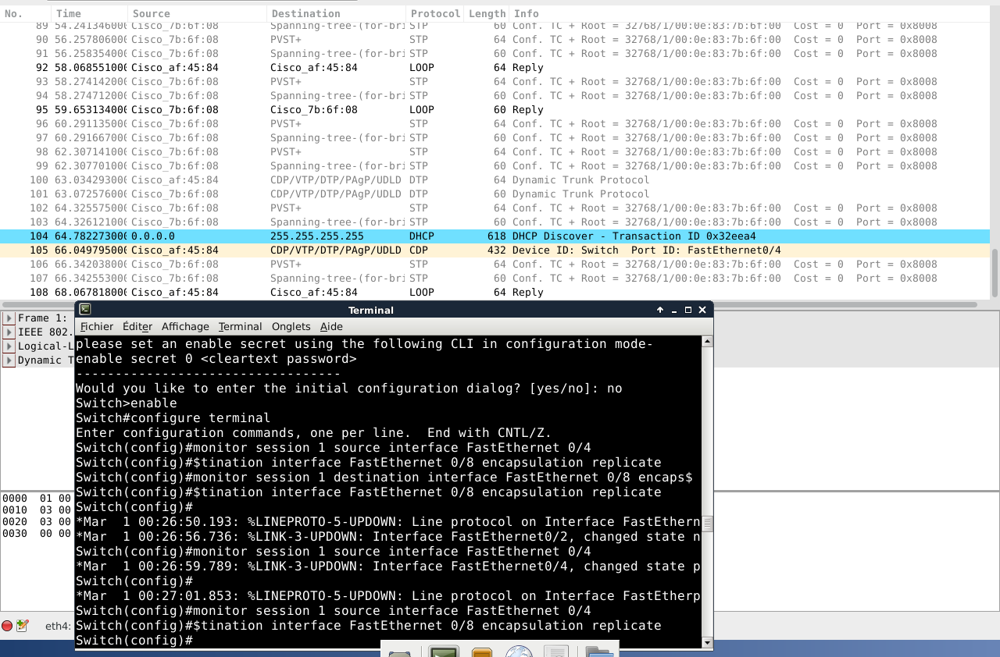 No. Time Source Destination Protocol Length Info
89 54.241346000 Cisco_7b:6f:08 Spanning-tree-(for-bri STP 60 Conf. TC + Root = 32768/1/00:0e:83:7b:6f:00 Cost = 0 Port = 0x8008
90 56.257806000 Cisco_7b:6f:08 PVST+ STP 64 Conf. TC + Root = 32768/1/00:0e:83:7b:6f:00 Cost = 0 Port = 0x8008
91 56.258354000 Cisco_7b:6f:08 Spanning-tree-(for-bri STP 60 Conf. TC + Root = 32768/1/00:0e:83:7b:6f:00 Cost = 0 Port = 0x8008
92 58.068551000 Cisco_af:45:84 Cisco_af:45:84 LOOP 64 Reply
93 58.274142000 Cisco_7b:6f:08 PVST+ STP 64 Conf. TC + Root = 32768/1/00:0e:83:7b:6f:00 Cost = 0 Port = 0x8008
94 58.274712000 Cisco_7b:6f:08 Spanning-tree-(for-bri STP 60 Conf. TC + Root = 32768/1/00:0e:83:7b:6f:00 Cost = 0 Port = 0x8008
95 59.653134000 Cisco_7b:6f:08 Cisco_7b:6f:08 LOOP 60 Reply
96 60.291135000 Cisco_7b:6f:08 PVST+ STP 64 Conf. TC + Root = 32768/1/00:0e:83:7b:6f:00 Cost = 0 Port = 0x8008
97 60.291667000 Cisco_7b:6f:08 Spanning-tree-(for-bri STP 60 Conf. TC + Root = 32768/1/00:0e:83:7b:6f:00 Cost = 0 Port = 0x8008
98 62.307141000 Cisco_7b:6f:08 PVST+ STP 64 Conf. TC + Root = 32768/1/00:0e:83:7b:6f:00 Cost = 0 Port = 0x8008
99 62.307701000 Cisco_7b:6f:08 Spanning-tree-(for-bri STP 60 Conf. TC + Root = 32768/1/00:0e:83:7b:6f:00 Cost = 0 Port = 0x8008
100 63.034293000 Cisco_af:45:84 CDP/VTP/DTP/PAgP/UDLD DTP 64 Dynamic Trunk Protocol
101 63.072576000 Cisco_7b:6f:08 CDP/VTP/DTP/PAgP/UDLD DTP 60 Dynamic Trunk Protocol
102 64.325575000 Cisco_7b:6f:08 PVST+ STP 64 Conf. TC + Root = 32768/1/00:0e:83:7b:6f:00 Cost = 0 Port = 0x8008
103 64.326121000 Cisco_7b:6f:08 Spanning-tree-(for-bri STP 60 Conf. TC + Root = 32768/1/00:0e:83:7b:6f:00 Cost = 0 Port = 0x8008
104 64.782273000 0.0.0.0 255.255.255.255 DHCP 618 DHCP Discover - Transaction ID 0x32eea4
105 66.049795000 Cisco_af:45:84 CDP/VTP/DTP/PAgP/UDLD CDP 432 Device ID: Switch Port ID: FastEthernet0/4
106 66.342038000 Cisco_7b:6f:08 PVST+ STP 64 Conf. TC + Root = 32768/1/00:0e:83:7b:6f:00 Cost = 0 Port = 0x8008
107 66.342553000 Cisco_7b:6f:08 Spanning-tree-(for-bri STP 60 Conf. TC + Root = 32768/1/00:0e:83:7b:6f:00 Cost = 0 Port = 0x8008
108 68.067818000 Cisco_af:45:84 Cisco_af:45:84 LOOP 64 Reply
Frame 1:
IEEE 802.
Logical-L
Dynamic T
0000 01 00
0010 03 00
0020 03 00
0030 00 00
eth4:
Terminal
Fichier Éditer Affichage Terminal Onglets Aide
please set an enable secret using the following CLI in configuration mode-
enable secret 0 <cleartext password>
----------------------------------
Would you like to enter the initial configuration dialog? [yes/no]: no
Switch>enable
Switch#configure terminal
Enter configuration commands, one per line. End with CNTL/Z.
Switch(config)#monitor session 1 source interface FastEthernet 0/4
Switch(config)#$tination interface FastEthernet 0/8 encapsulation replicate
Switch(config)#monitor session 1 destination interface FastEthernet 0/8 encaps$
Switch(config)#$tination interface FastEthernet 0/8 encapsulation replicate
Switch(config)#
*Mar 1 00:26:50.193: %LINEPROTO-5-UPDOWN: Line protocol on Interface FastEthern
*Mar 1 00:26:56.736: %LINK-3-UPDOWN: Interface FastEthernet0/2, changed state n
Switch(config)#monitor session 1 source interface FastEthernet 0/4
*Mar 1 00:26:59.789: %LINK-3-UPDOWN: Interface FastEthernet0/4, changed state p
Switch(config)#
*Mar 1 00:27:01.853: %LINEPROTO-5-UPDOWN: Line protocol on Interface FastEtherp
Switch(config)#monitor session 1 source interface FastEthernet 0/4
Switch(config)#$tination interface FastEthernet 0/8 encapsulation replicate
Switch(config)#